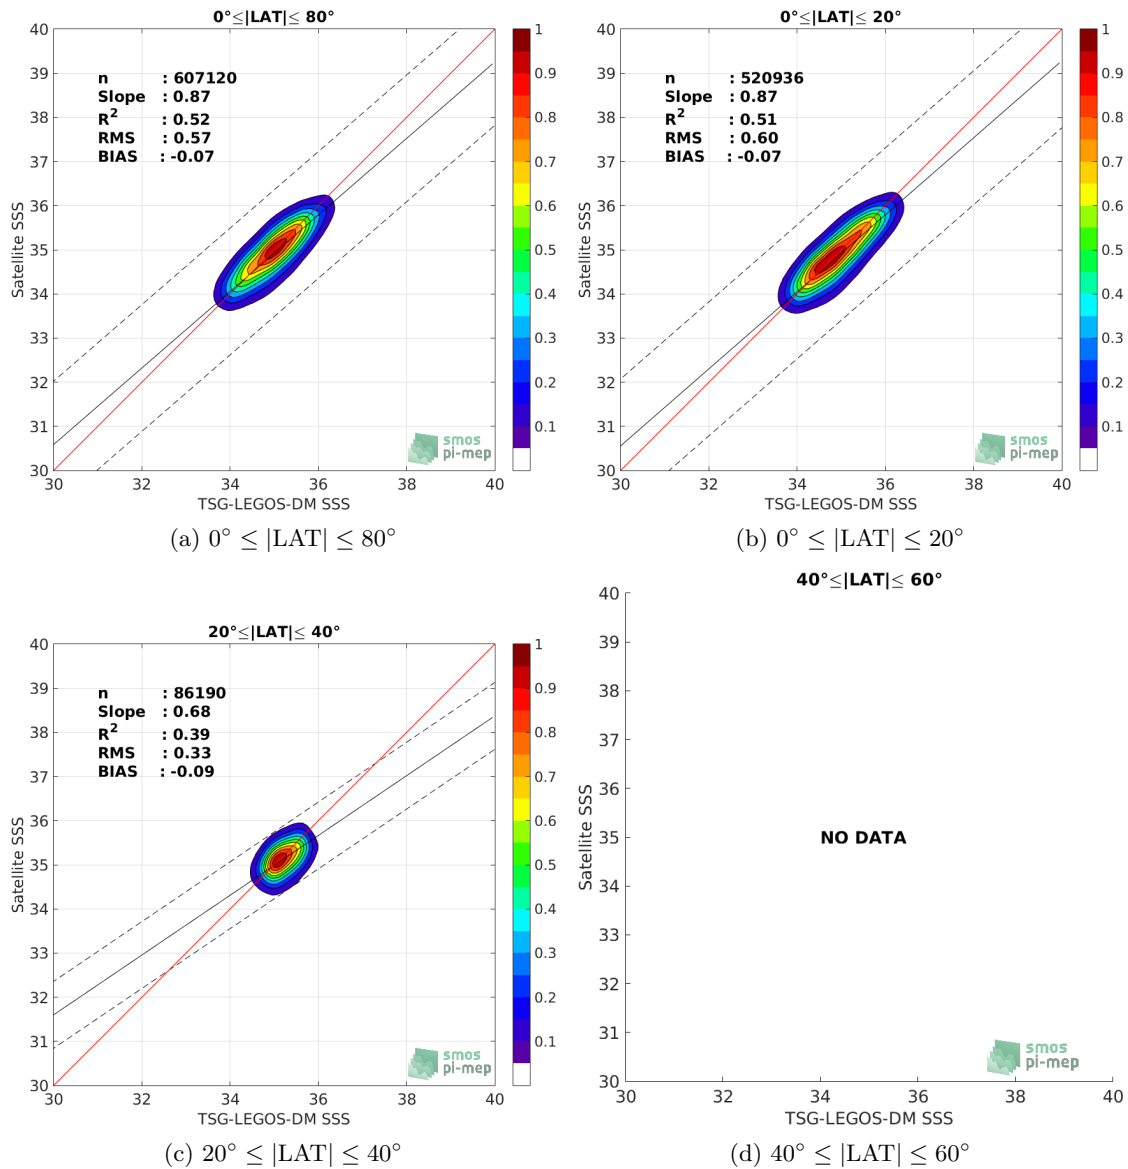 0°≤|LAT|≤ 80°
n : 607120
Slope : 0.87
R2 : 0.52
RMS : 0.57
BIAS : -0.07
Satellite SSS
40
39
38
37
36
35
34
33
32
31
30
30 32 34 36 38 40
TSG-LEGOS-DM SSS
1
0.9
0.8
0.7
0.6
0.5
0.4
0.3
0.2
0.1
smos
pi-mep
(a) 0° ≤ |LAT| ≤ 80°
0°≤|LAT|≤ 20°
n : 520936
Slope : 0.87
R2 : 0.51
RMS : 0.60
BIAS : -0.07
Satellite SSS
40
39
38
37
36
35
34
33
32
31
30
30 32 34 36 38 40
TSG-LEGOS-DM SSS
1
0.9
0.8
0.7
0.6
0.5
0.4
0.3
0.2
0.1
smos
pi-mep
(b) 0° ≤ |LAT| ≤ 20°
20°≤|LAT|≤ 40°
n : 86190
Slope : 0.68
R2 : 0.39
RMS : 0.33
BIAS : -0.09
Satellite SSS
40
39
38
37
36
35
34
33
32
31
30
30 32 34 36 38 40
TSG-LEGOS-DM SSS
1
0.9
0.8
0.7
0.6
0.5
0.4
0.3
0.2
0.1
smos
pi-mep
(c) 20° ≤ |LAT| ≤ 40°
40°≤|LAT|≤ 60°
NO DATA
Satellite SSS
40
39
38
37
36
35
34
33
32
31
30
30 32 34 36 38 40
TSG-LEGOS-DM SSS
smos
pi-mep
(d) 40° ≤ |LAT| ≤ 60°